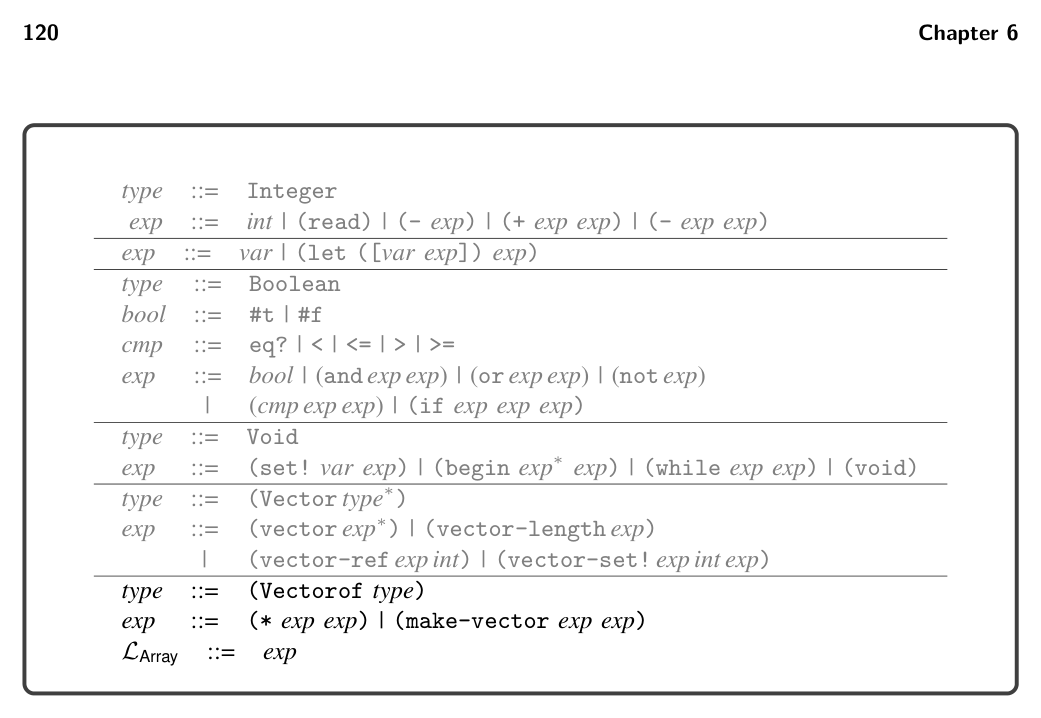 120 Chapter 6
type ::= Integer
exp ::= int | (read) | (- exp) | (+ exp exp) | (- exp exp)
exp ::= var | (let ([var exp]) exp)
type ::= Boolean
bool ::= #t | #f
cmp ::= eq? | < | <= | > | >=
exp ::= bool | (and exp exp) | (or exp exp) | (not exp)
| (cmp exp exp) | (if exp exp exp)
type ::= Void
exp ::= (set! var exp) | (begin exp* exp) | (while exp exp) | (void)
type ::= (Vector type*)
exp ::= (vector exp*) | (vector-length exp)
| (vector-ref exp int) | (vector-set! exp int exp)
type ::= (Vectorof type)
exp ::= (* exp exp) | (make-vector exp exp)
ℒArray ::= exp